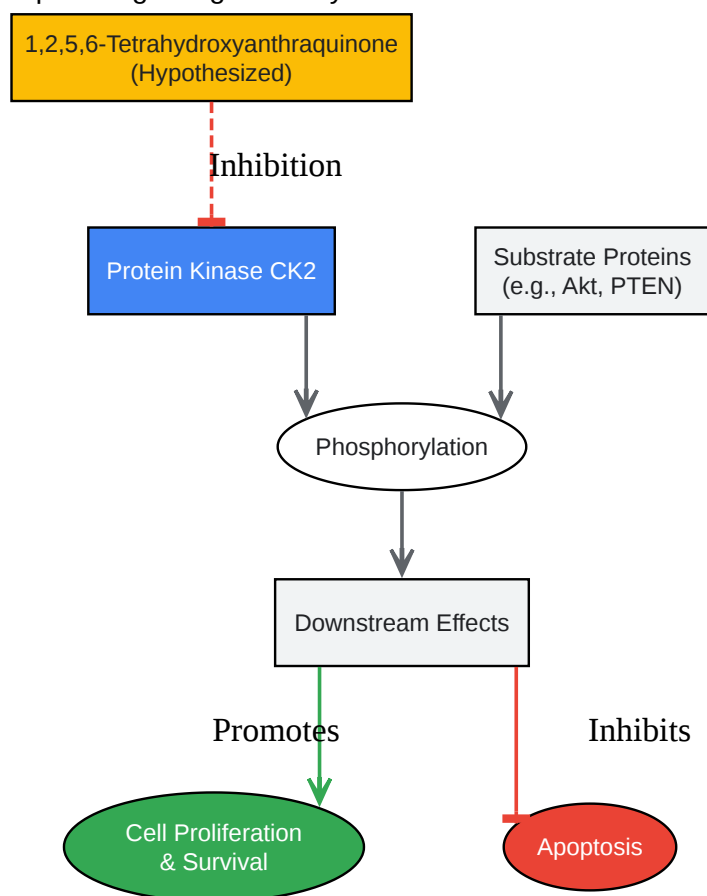 1,2,5,6-Tetrahydroxyanthraquinone
(Hypothesized)
Inhibition
Protein Kinase CK2
Substrate Proteins
(e.g., Akt, PTEN)
Phosphorylation
Downstream Effects
Promotes
Inhibits
Cell Proliferation
& Survival
Apoptosis